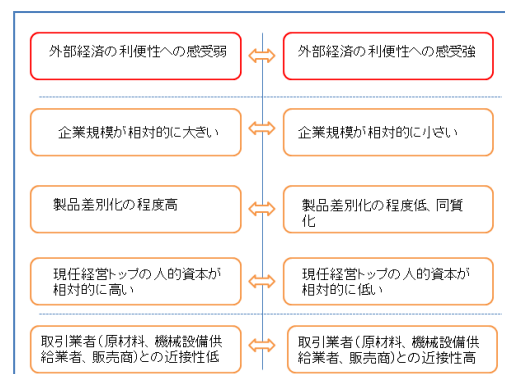 外部経済の利便性への感受弱
外部経済の利便性への感受強
企業規模が相対的に大きい
企業規模が相対的に小さい
製品差別化の程度高
製品差別化の程度低、同質
化
現任経営トップの人的資本が
相対的に高い
現任経営トップの人的資本が
相対的に低い
取引業者(原材料、機械設備供
給業者、販売商)との近接性低
取引業者(原材料、機械設備供
給業者、販売商)との近接性高